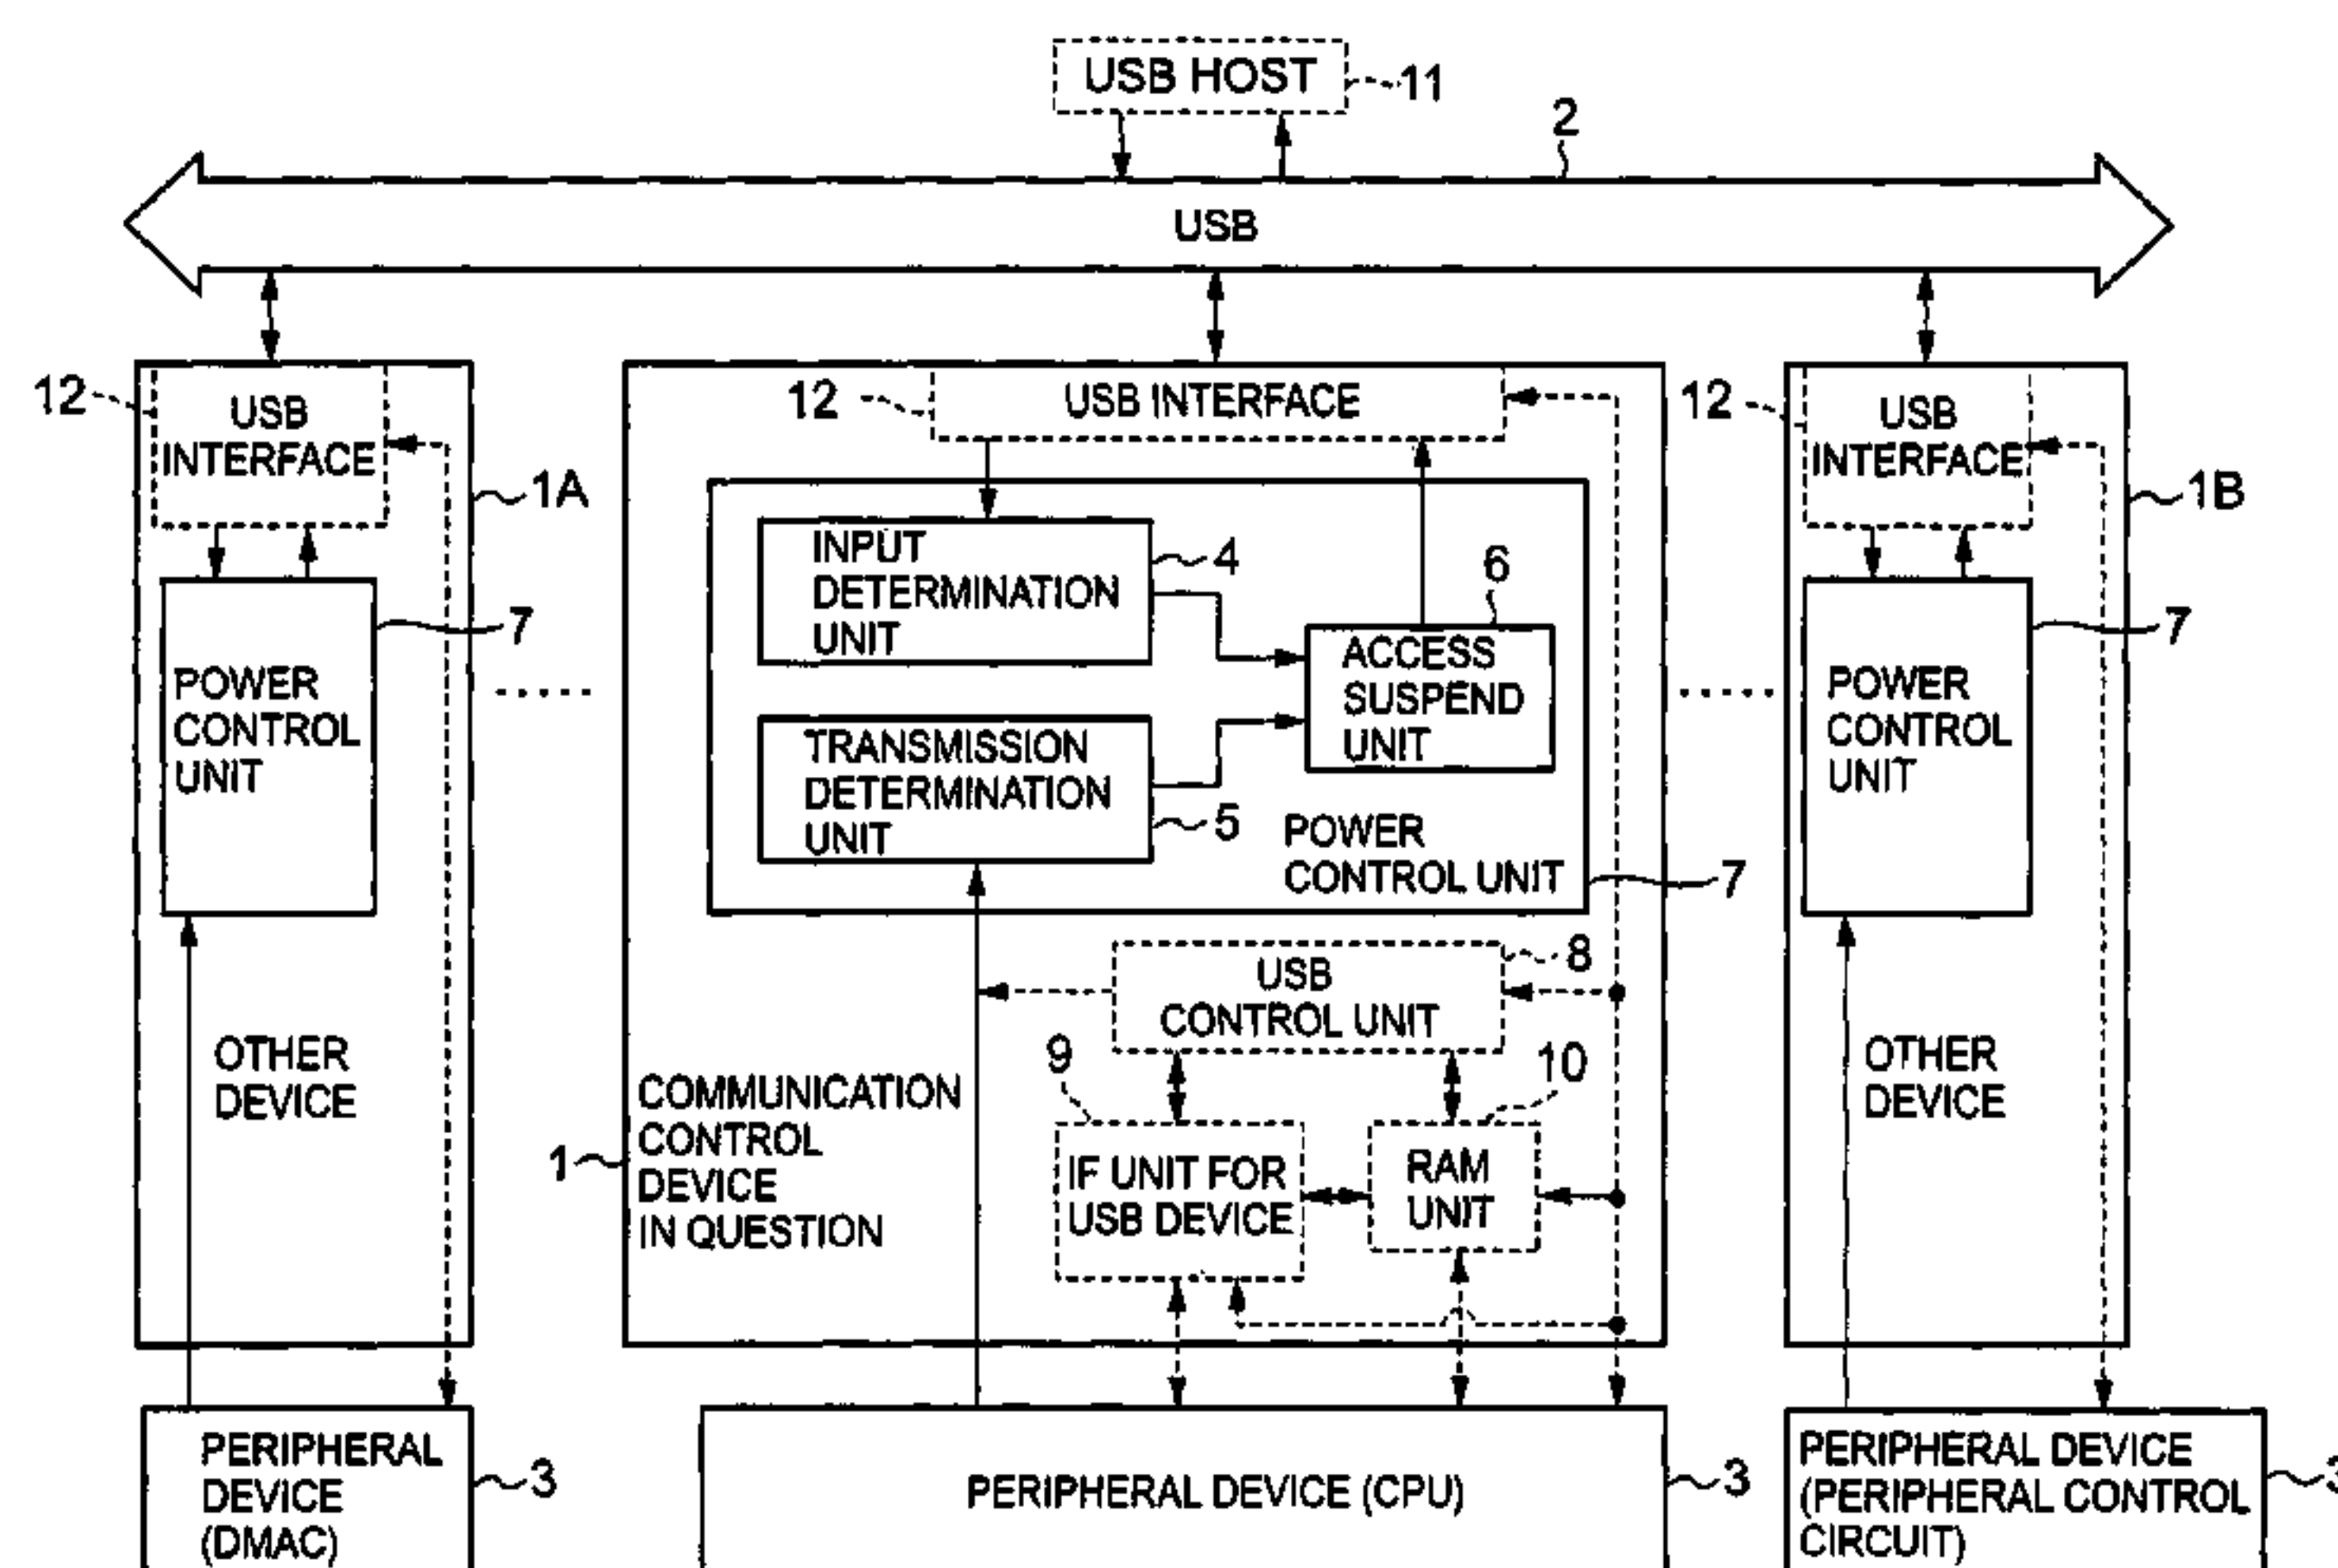 USB HOST
11
2
USB
12
USB
INTERFACE
1A
7
POWER
CONTROL
UNIT
OTHER
DEVICE
PERIPHERAL
DEVICE
(DMAC)
3
12
USB INTERFACE
INPUT
DETERMINATION
UNIT
4
6
ACCESS
SUSPEND
UNIT
TRANSMISSION
DETERMINATION
UNIT
5
POWER
CONTROL UNIT
7
8
USB
CONTROL UNIT
9
10
COMMUNICATION
CONTROL
DEVICE
IN QUESTION
1
IF UNIT FOR
USB DEVICE
RAM
UNIT
PERIPHERAL DEVICE (CPU)
3
12
USB
INTERFACE
1B
7
POWER
CONTROL
UNIT
OTHER
DEVICE
PERIPHERAL DEVICE
(PERIPHERAL CONTROL
CIRCUIT)
3